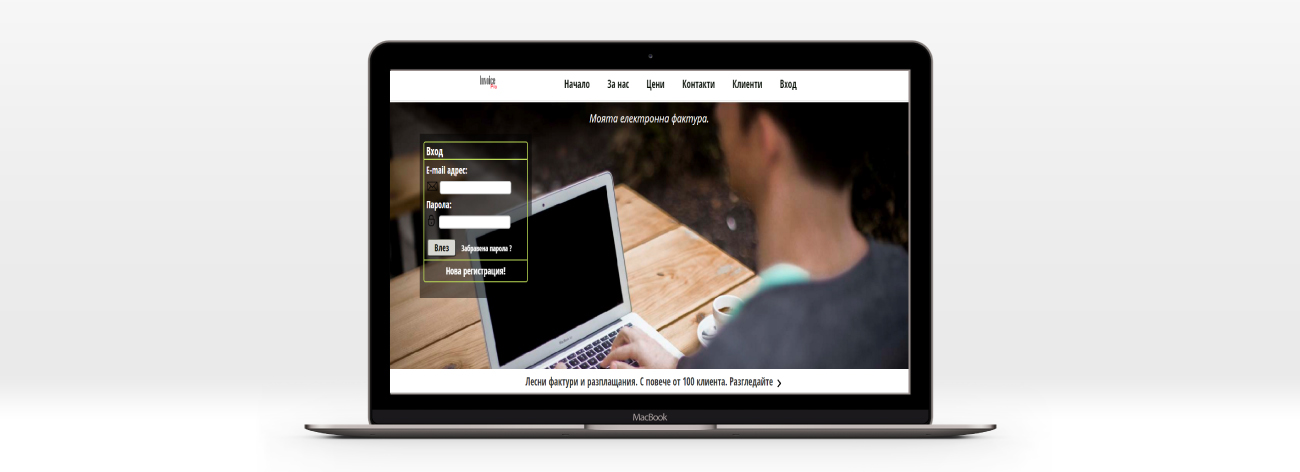 Invoice
Начало За нас Цени Контакти Клиенти Вход
Моята електронна фактура.
Вход
E-mail адрес:
Парола:
Влез Забравена парола ?
Нова регистрация!
Лесни фактури и разплащания. С повече от 100 клиента. Разгледайте >
MacBook